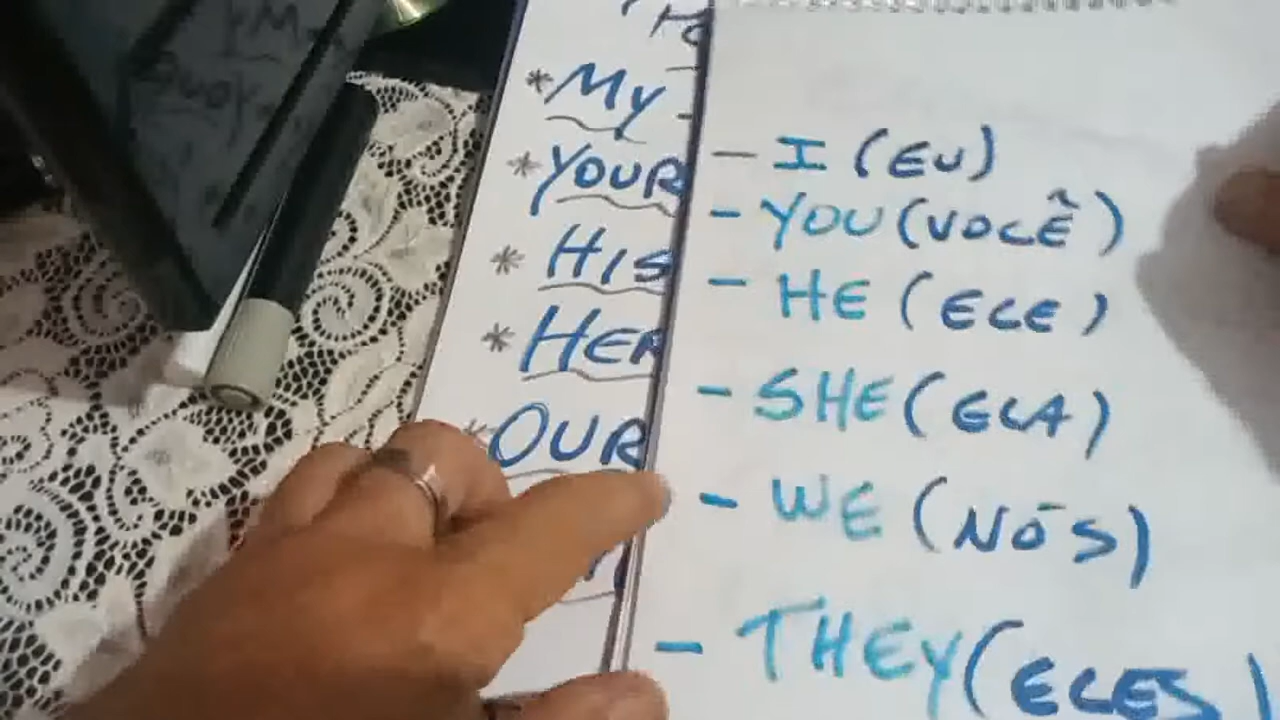 * My -
* YOUR
* HIS
* HER
* OUR
- I (EU)
- YOU (VOCÊ)
- HE (ELE)
- SHE (ELA)
- WE (NÓS)
- THEY (ELES)